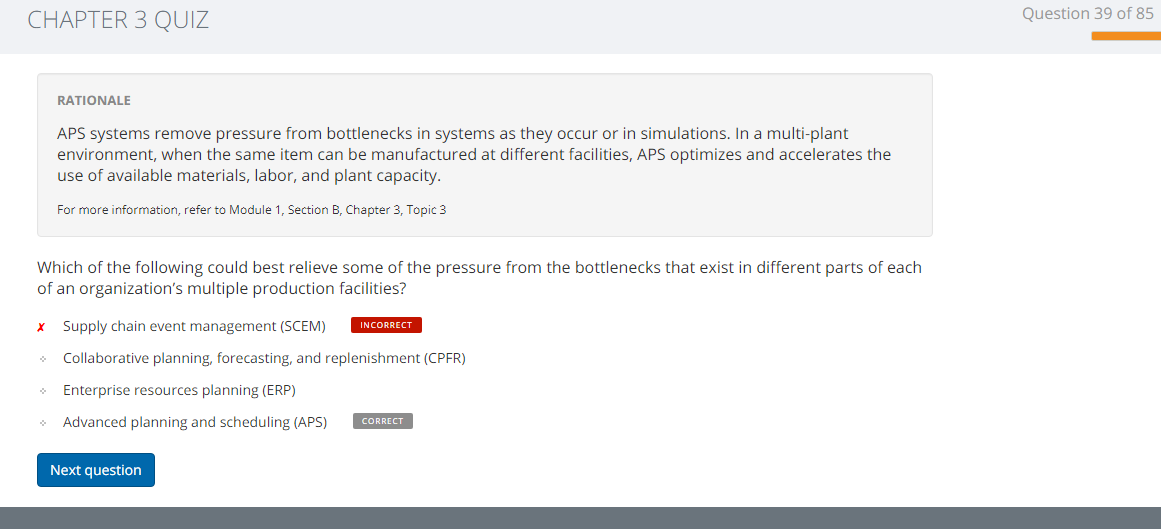 CHAPTER 3 QUIZ
Question 39 of 85
RATIONALE
APS systems remove pressure from bottlenecks in systems as they occur or in simulations. In a multi-plant
environment, when the same item can be manufactured at different facilities, APS optimizes and accelerates the
use of available materials, labor, and plant capacity.
For more information, refer to Module 1, Section B, Chapter 3, Topic 3
Which of the following could best relieve some of the pressure from the bottlenecks that exist in different parts of each
of an organization’s multiple production facilities?
✗ Supply chain event management (SCEM) INCORRECT
Collaborative planning, forecasting, and replenishment (CPFR)
Enterprise resources planning (ERP)
Advanced planning and scheduling (APS) CORRECT
Next question